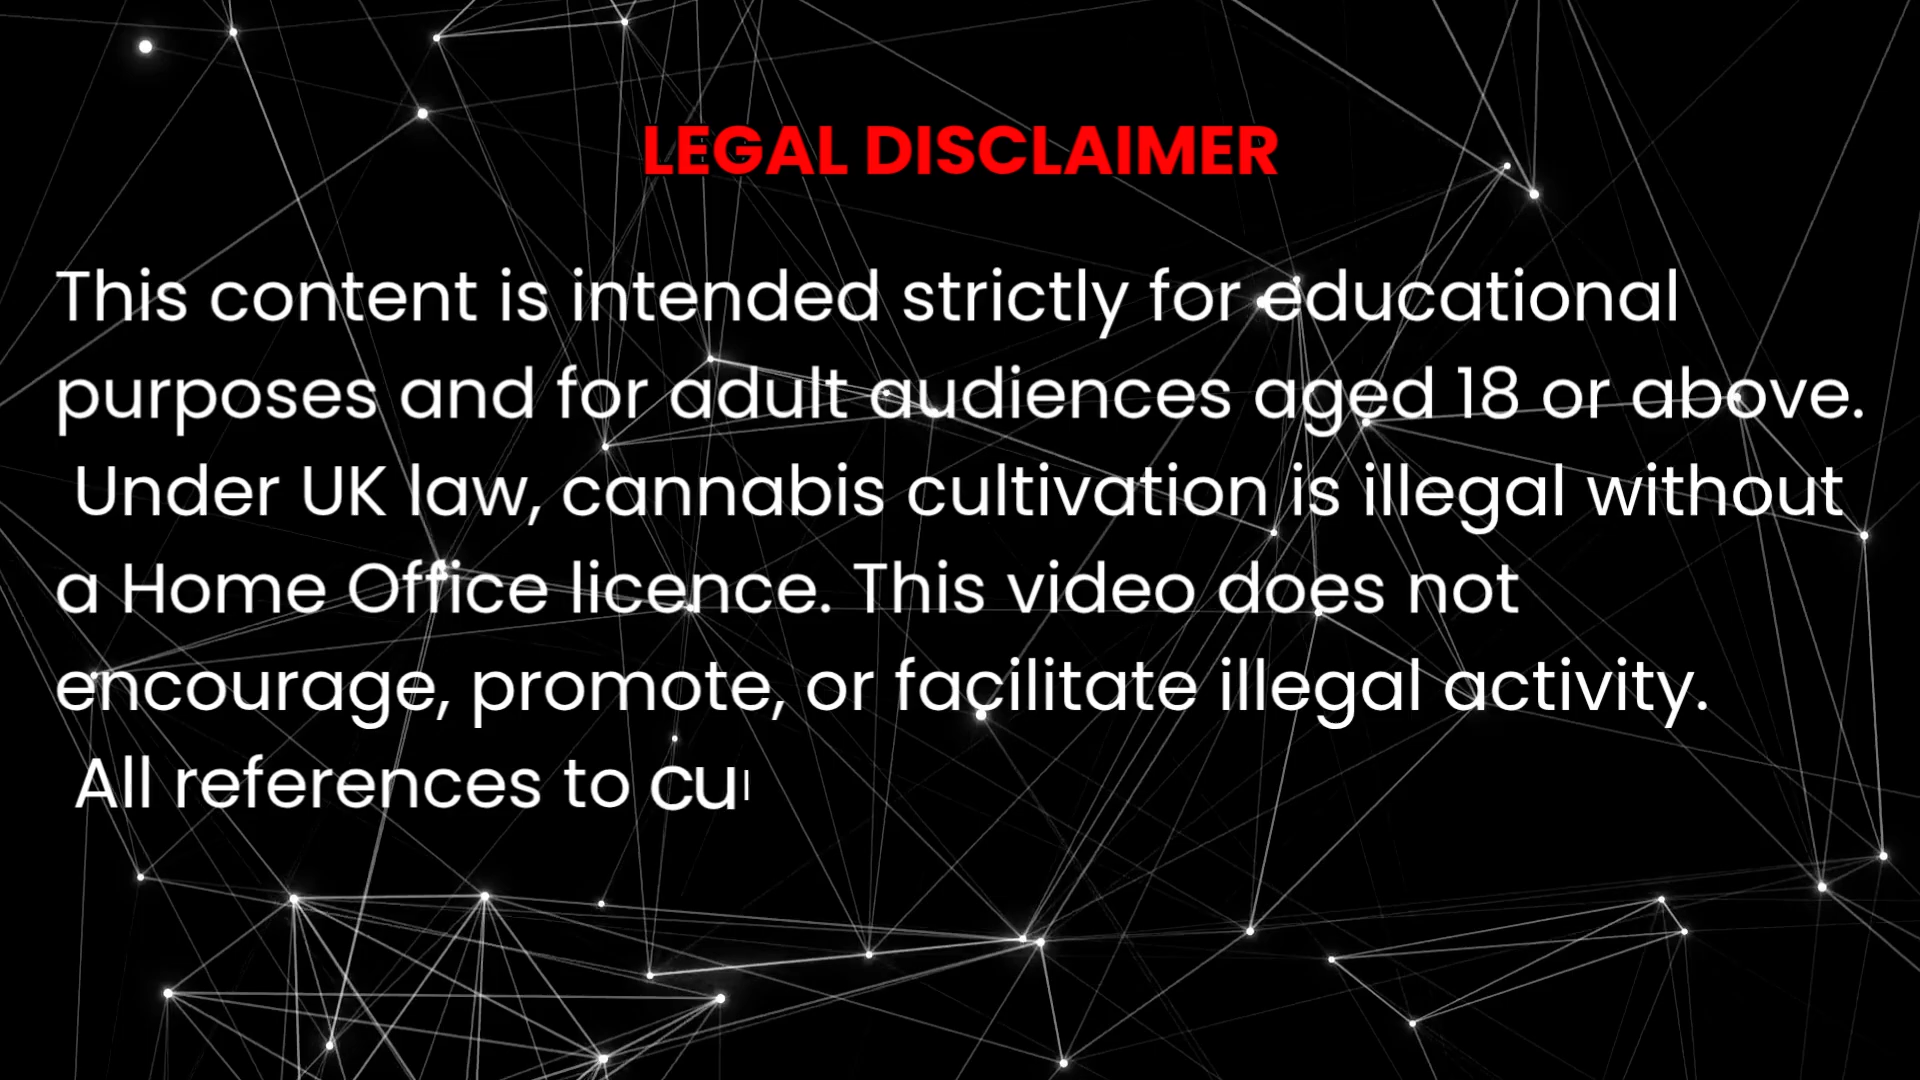 LEGAL DISCLAIMER
This content is intended strictly for educational
purposes and for adult audiences aged 18 or above.
Under UK law, cannabis cultivation is illegal without
a Home Office licence. This video does not
encourage, promote, or facilitate illegal activity.
All references to cu